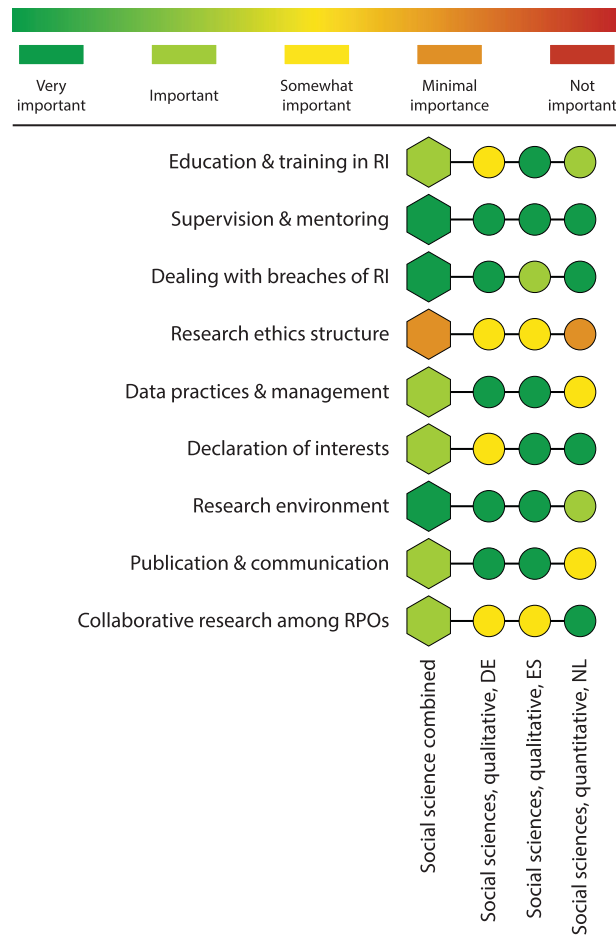 Very
important
Important
Somewhat
important
Minimal
importance
Not
important
Education & training in RI
Supervision & mentoring
Dealing with breaches of RI
Research ethics structure
Data practices & management
Declaration of interests
Research environment
Publication & communication
Collaborative research among RPOs
Social science combined
Social sciences, qualitative, DE
Social sciences, qualitative, ES
Social sciences, quantitative, NL